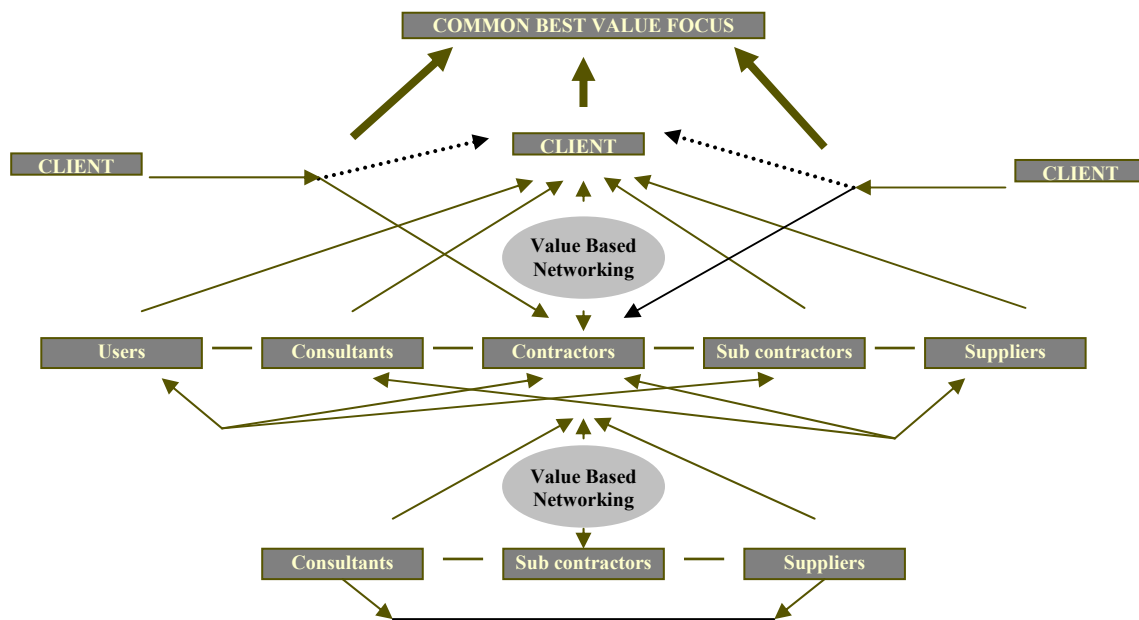 COMMON BEST VALUE FOCUS
CLIENT
CLIENT
CLIENT
Value Based
Networking
Users
Consultants
Contractors
Sub contractors
Suppliers
Value Based
Networking
Consultants
Sub contractors
Suppliers